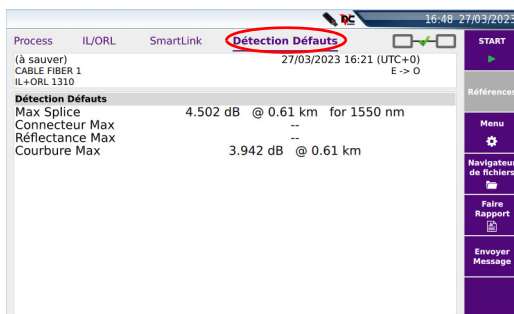 16:48 27/03/2023
Process IL/ORL SmartLink Détection Défauts
(à sauver) 27/03/2023 16:21 (UTC+0)
CABLE FIBER 1 E -> O
IL+ORL 1310
Détection Défauts
Max Splice 4.502 dB @ 0.61 km for 1550 nm
Connecteur Max --
Réflectance Max --
Courbure Max 3.942 dB @ 0.61 km
START
Référencer
Menu
Navigateur
de fichiers
Faire
Rapport
Envoyer
Message